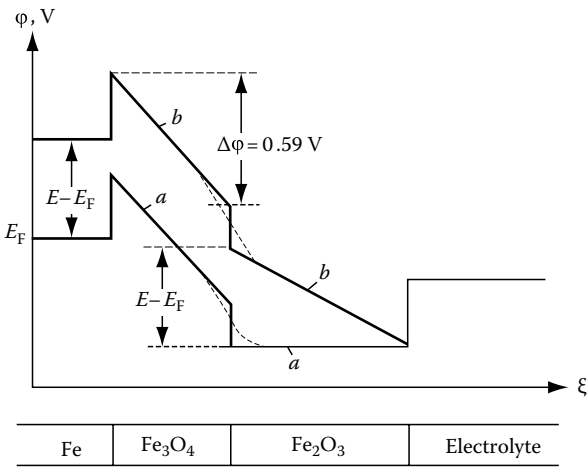 φ, V
b
Δφ = 0.59 V
a
E–E_F
E_F
b
E–E_F
a
ξ
Fe Fe₃O₄ Fe₂O₃ Electrolyte